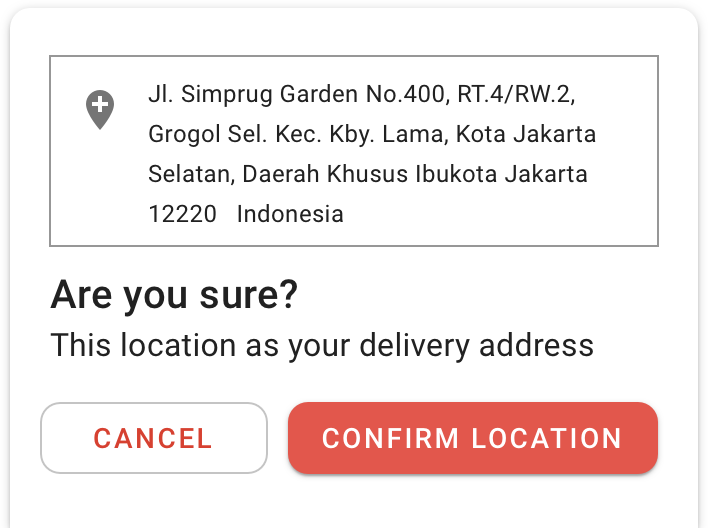 Jl. Simprug Garden No.400, RT.4/RW.2,
Grogol Sel. Kec. Kby. Lama, Kota Jakarta
Selatan, Daerah Khusus Ibukota Jakarta
12220 Indonesia
Are you sure?
This location as your delivery address
CANCEL
CONFIRM LOCATION